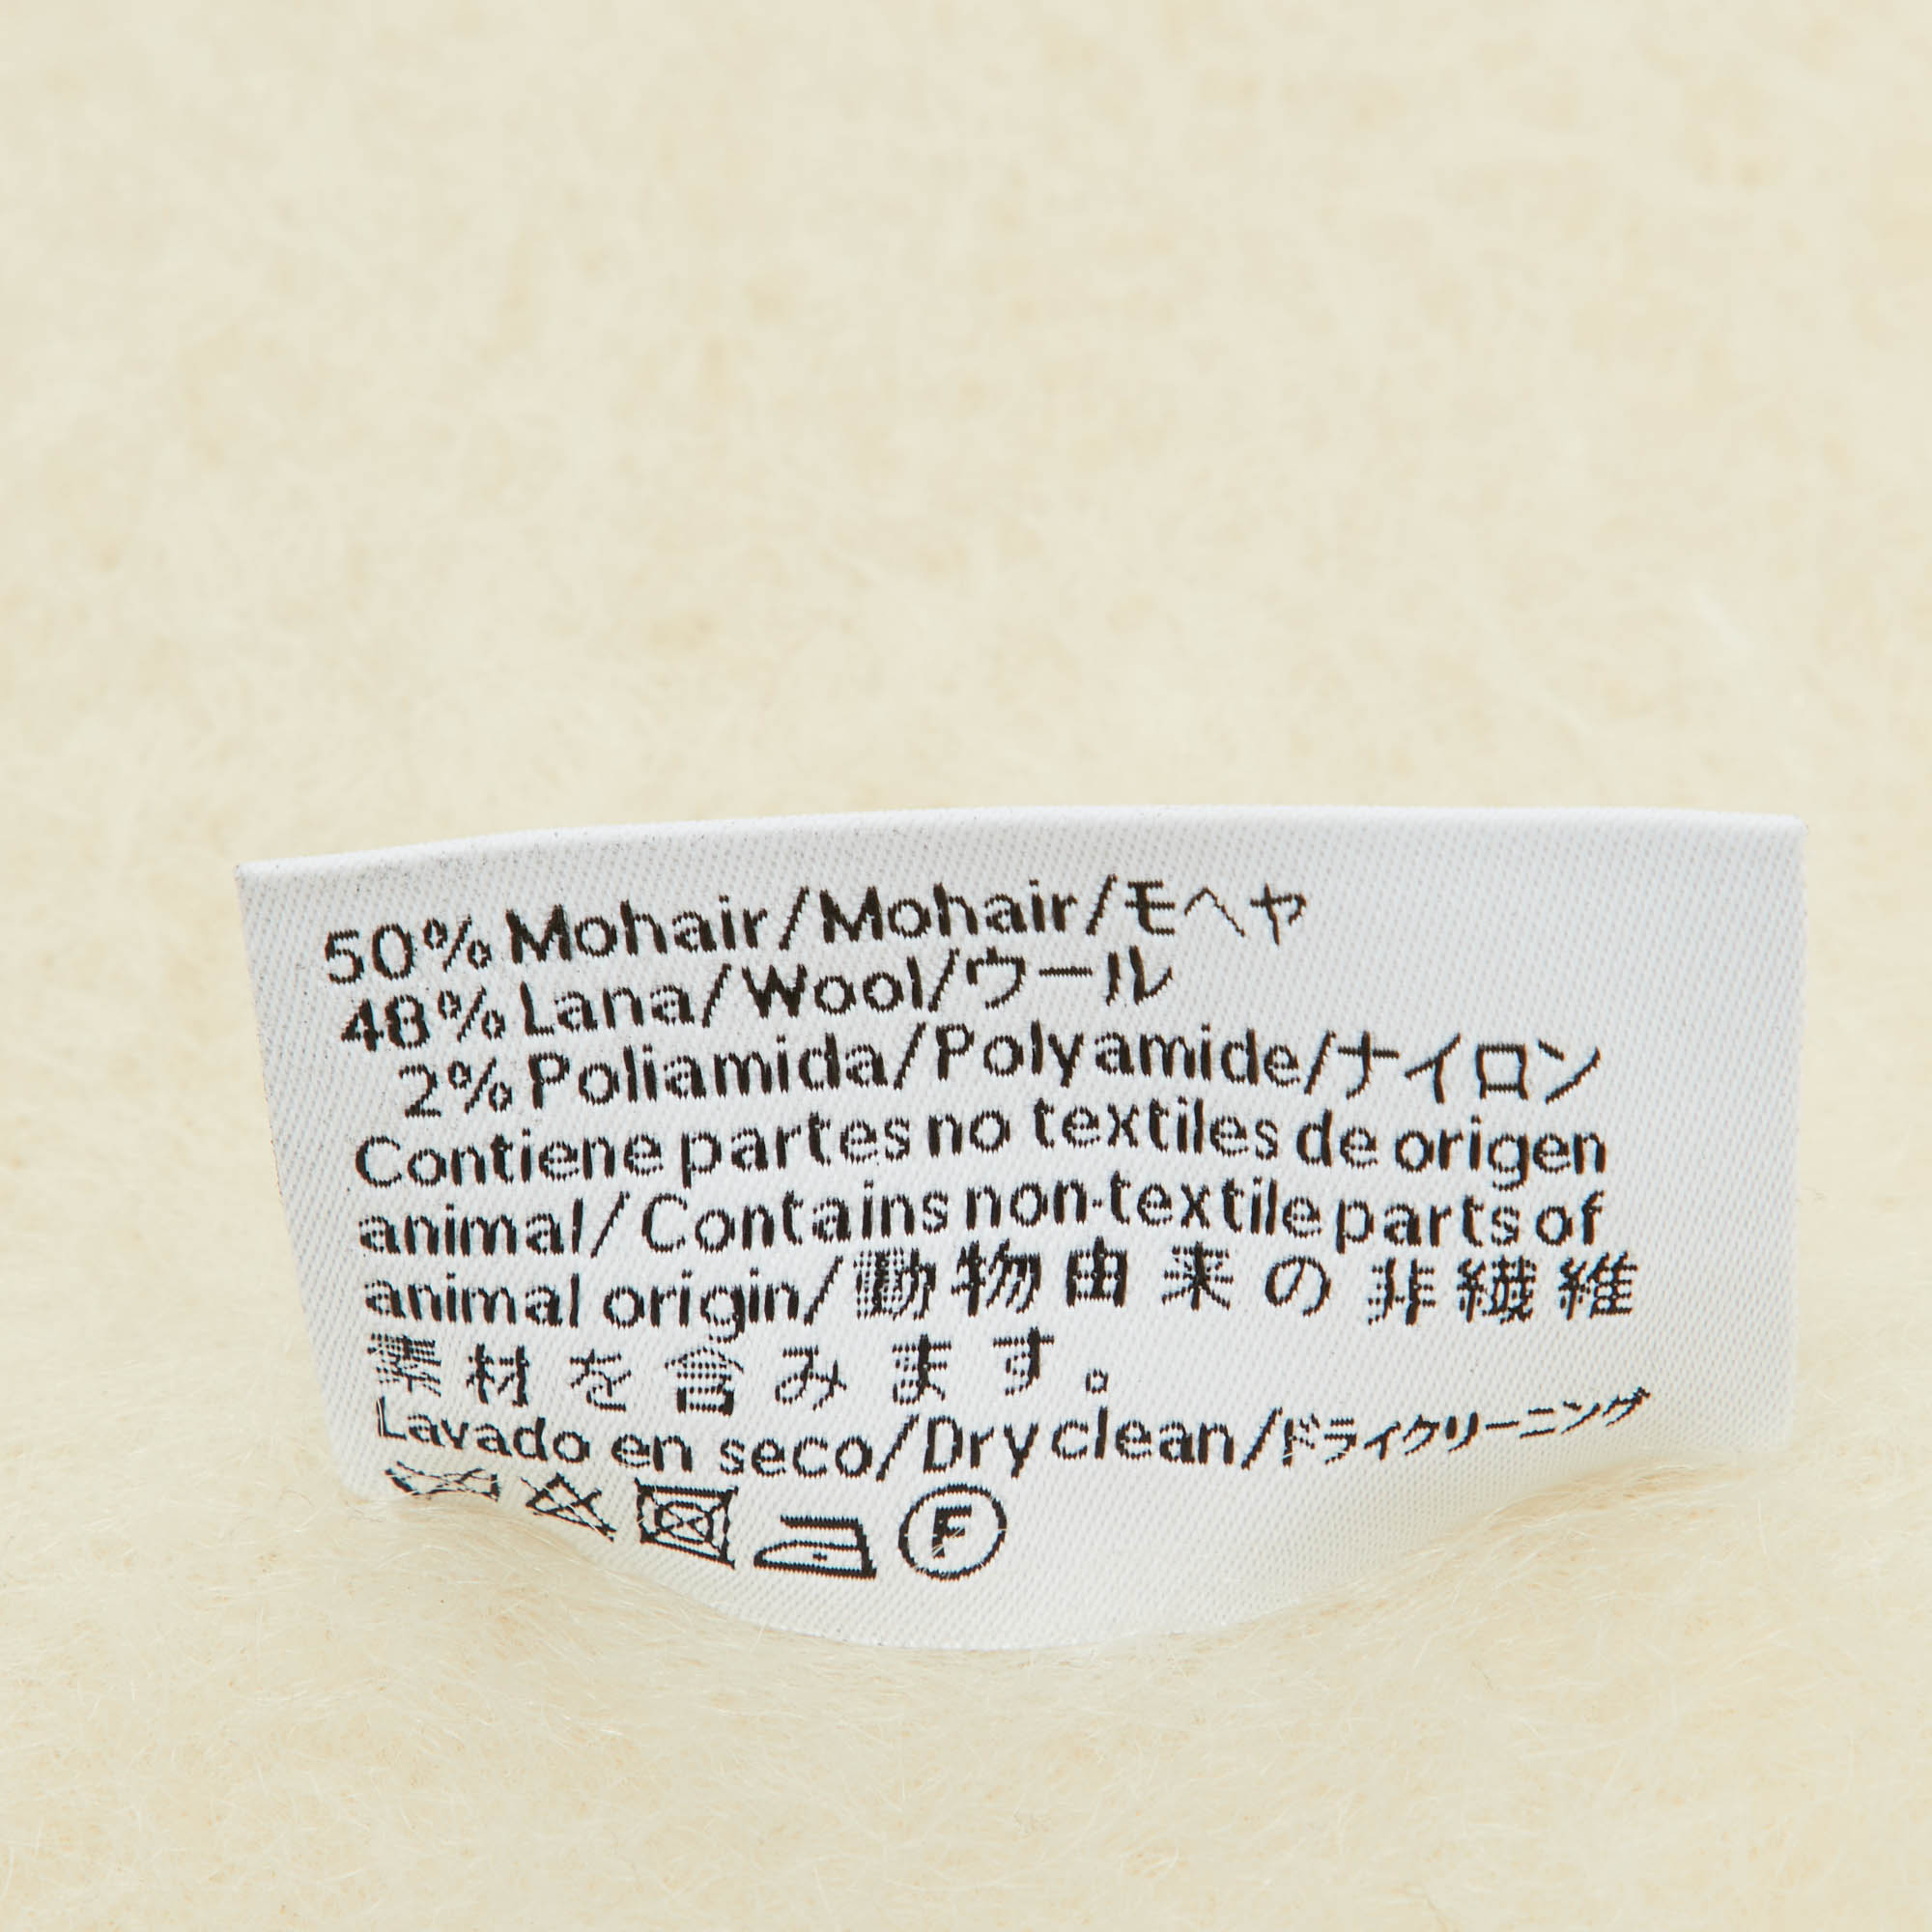 50% Mohair/Mohair/モヘヤ
48% Lana/Wool/ウール
2% Poliamida/Polyamide/ナイロン
Contiene partes no textiles de origen
animal/Contains non-textile parts of
animal origin/動物由来の非繊維
素材を含みます。
Lavado en seco/Dry clean/ドライクリーニング
F